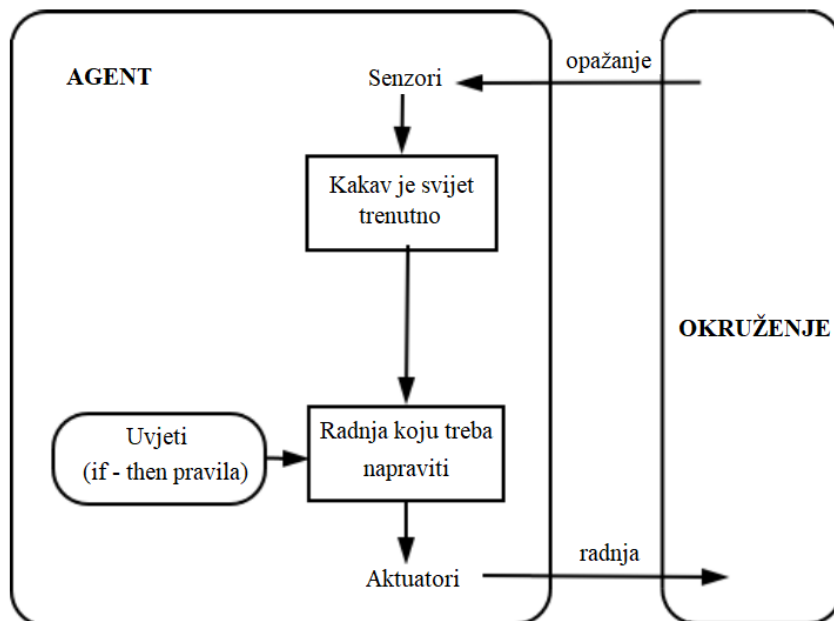 opažanje
AGENT
Senzori
Kakav je svijet
trenutno
OKRUŽENJE
Uvjeti
(if - then pravila)
Radnja koju treba
napraviti
radnja
Aktuatori